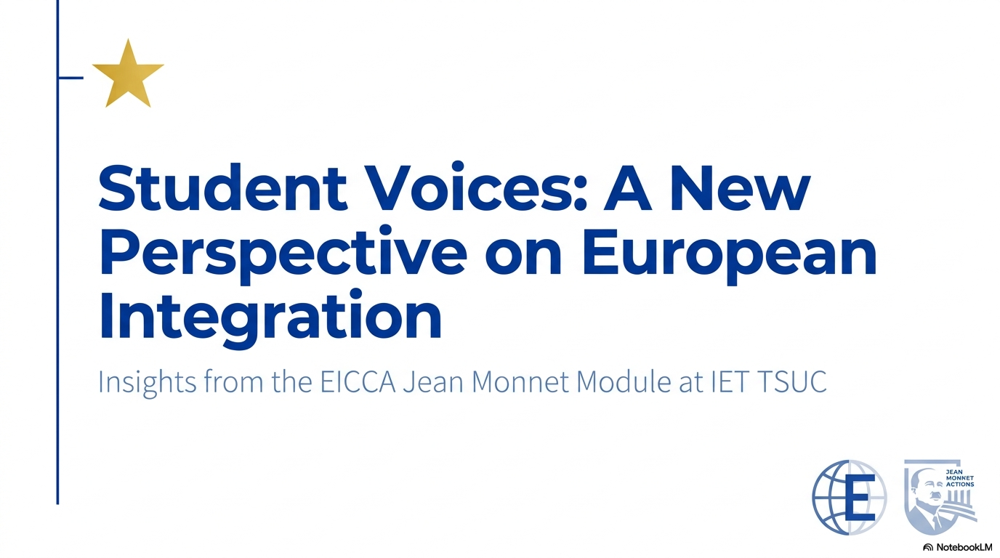 Student Voices: A New
Perspective on European
Integration
Insights from the EICCA Jean Monnet Module at IET TSUC
E
JEAN
MONNET
ACTIONS
NotebookLM